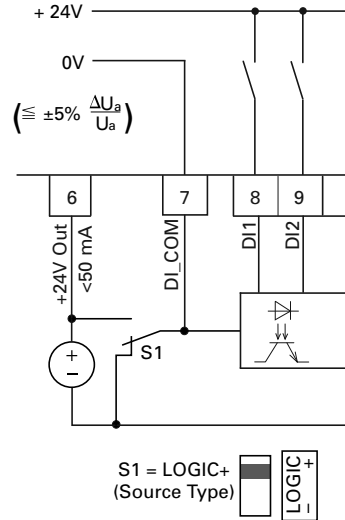 + 24V
0V
(≦ ±5% ΔUa/Ua)
6
7
8
9
+24V Out
<50 mA
DI_COM
DI1
DI2
+
−
S1
S1 = LOGIC+
(Source Type)
LOGIC
+
−